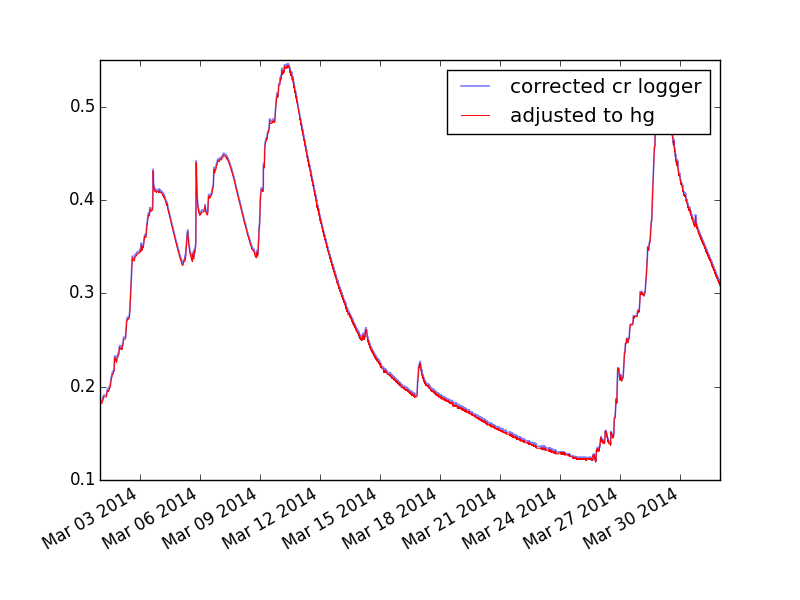 0.5
0.4
0.3
0.2
0.1
corrected cr logger
adjusted to hg
Mar 03 2014
Mar 06 2014
Mar 09 2014
Mar 12 2014
Mar 15 2014
Mar 18 2014
Mar 21 2014
Mar 24 2014
Mar 27 2014
Mar 30 2014